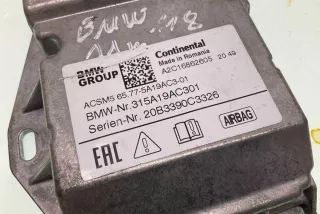 BMW
BMW GROUP
Continental
Made in Romania
A2C16862605 20 49
ACSM5 65.77-5A19AC3-01
BMW-Nr.315A19AC301
Serien-Nr. 20B3390C3326
EAC
AIRBAG